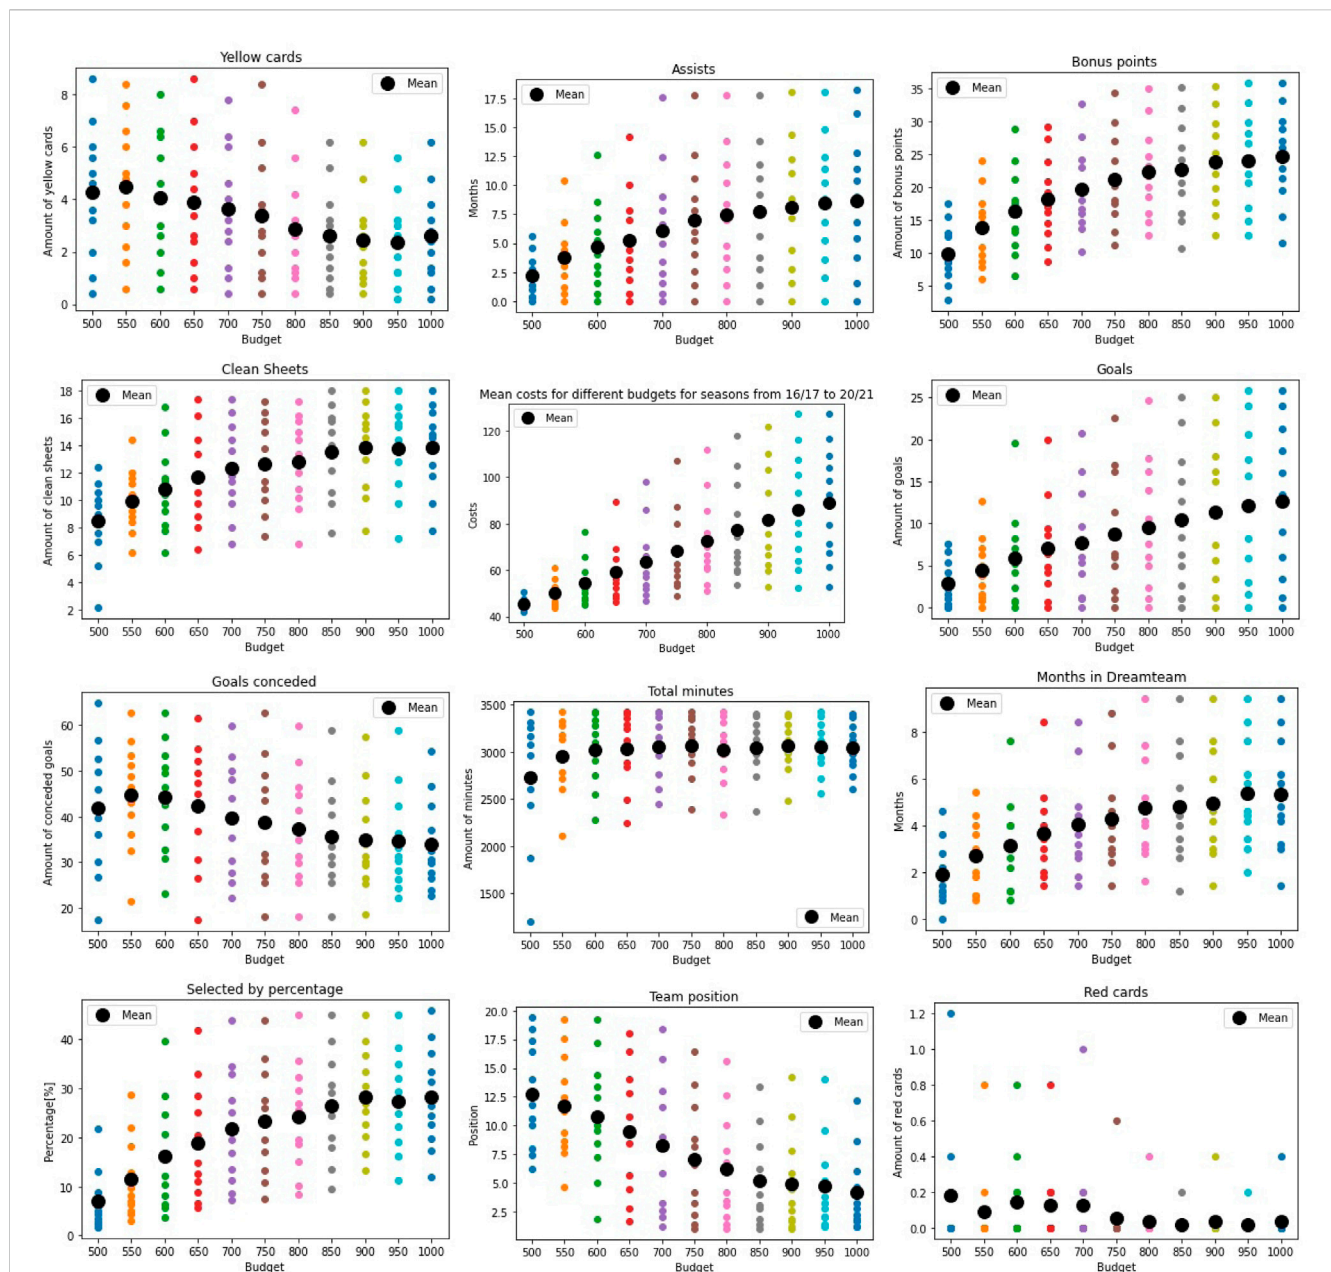 Yellow cards
Mean
Amount of yellow cards
8
6
4
2
0
500 550 600 650 700 750 800 850 900 950 1000
Budget
Assists
Mean
Months
17.5
15.0
12.5
10.0
7.5
5.0
2.5
0.0
500 550 600 650 700 750 800 850 900 950 1000
Budget
Bonus points
Mean
Amount of bonus points
35
30
25
20
15
10
5
500 550 600 650 700 750 800 850 900 950 1000
Budget
Clean Sheets
Mean
Amount of clean sheets
18
16
14
12
10
8
6
4
2
500 550 600 650 700 750 800 850 900 950 1000
Budget
Mean costs for different budgets for seasons from 16/17 to 20/21
Mean
Costs
120
100
80
60
40
500 550 600 650 700 750 800 850 900 950 1000
Budget
Goals
Mean
Amount of goals
25
20
15
10
5
0
500 550 600 650 700 750 800 850 900 950 1000
Budget
Goals conceded
Mean
Amount of conceded goals
60
50
40
30
20
500 550 600 650 700 750 800 850 900 950 1000
Budget
Total minutes
Mean
Amount of minutes
3500
3000
2500
2000
1500
500 550 600 650 700 750 800 850 900 950 1000
Budget
Months in Dreamteam
Mean
Months
8
6
4
2
0
500 550 600 650 700 750 800 850 900 950 1000
Budget
Selected by percentage
Mean
Percentage[%]
40
30
20
10
0
500 550 600 650 700 750 800 850 900 950 1000
Budget
Team position
Mean
Position
20.0
17.5
15.0
12.5
10.0
7.5
5.0
2.5
500 550 600 650 700 750 800 850 900 950 1000
Budget
Red cards
Mean
Amount of red cards
1.2
1.0
0.8
0.6
0.4
0.2
0.0
500 550 600 650 700 750 800 850 900 950 1000
Budget